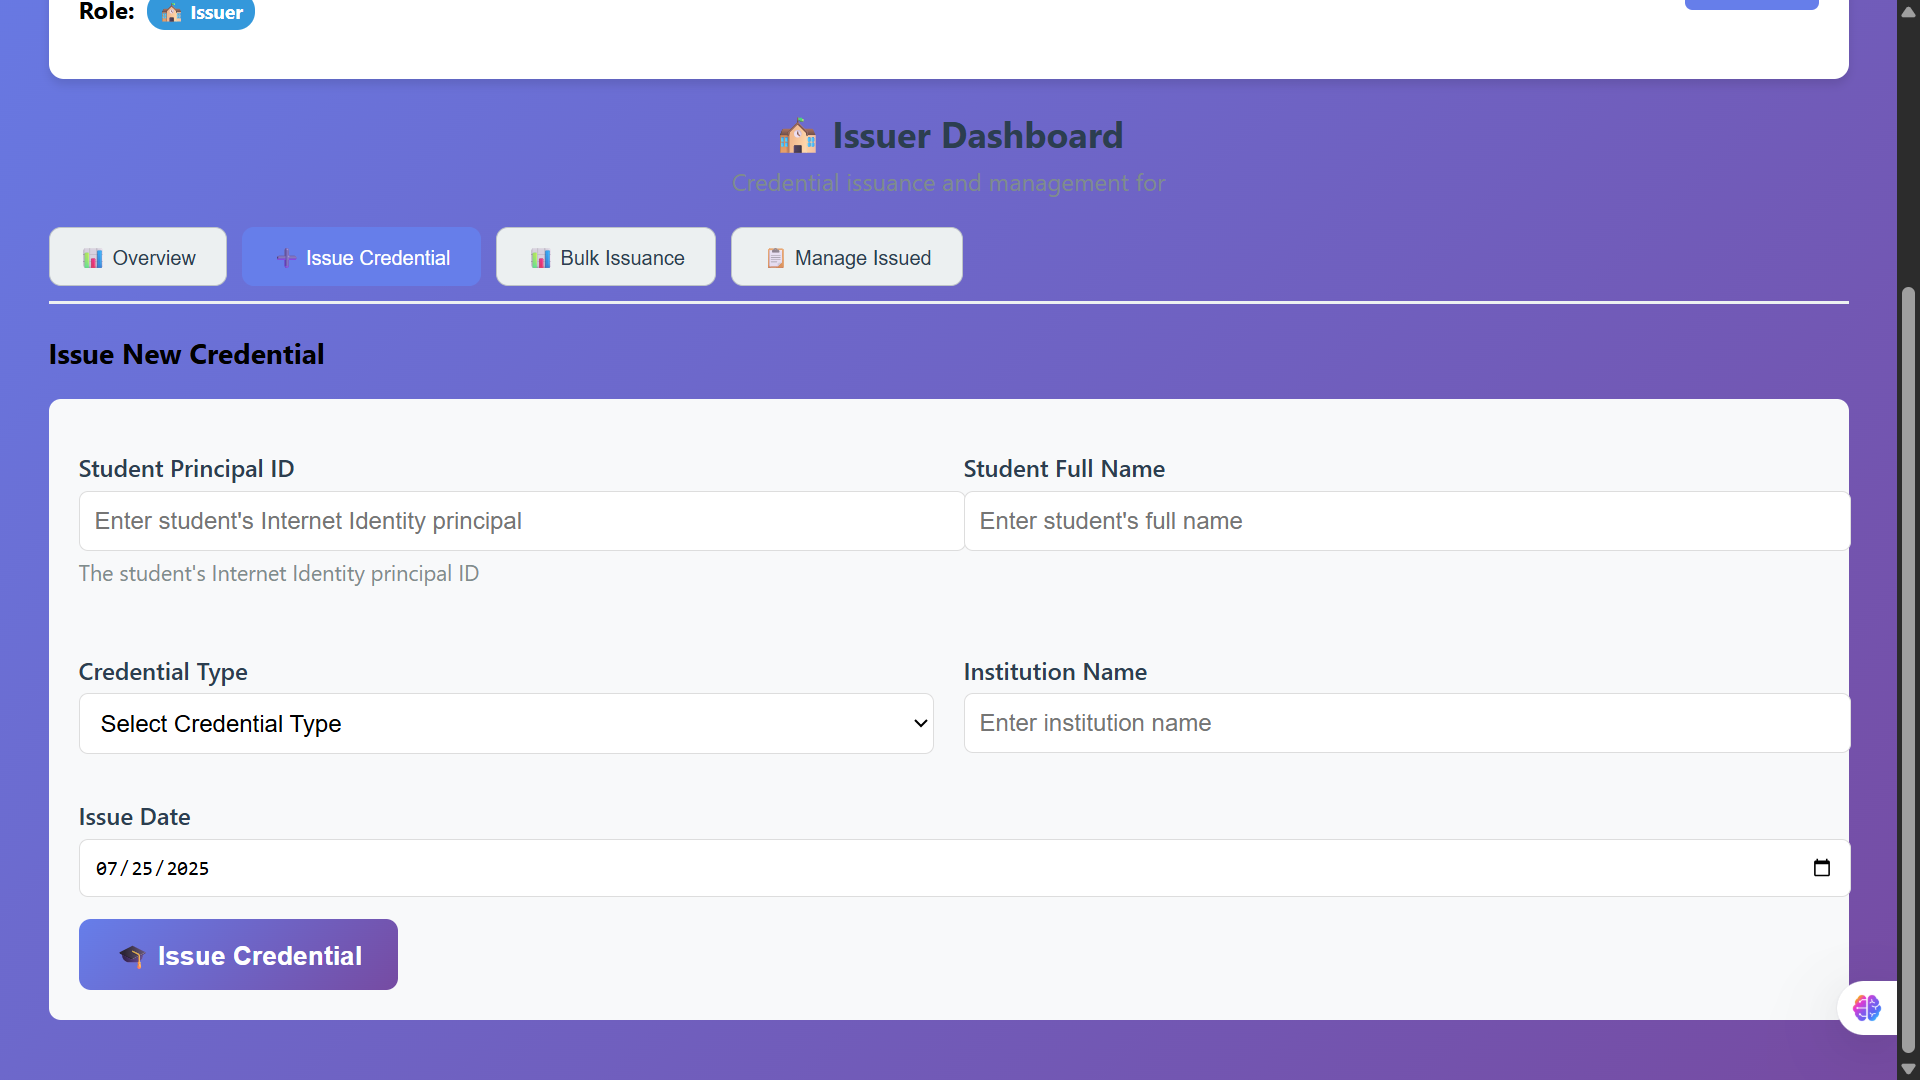 Role: Issuer
Issuer Dashboard
Credential issuance and management for
Overview
Issue Credential
Bulk Issuance
Manage Issued
Issue New Credential
Student Principal ID
Student Full Name
Enter student's Internet Identity principal
Enter student's full name
The student's Internet Identity principal ID
Credential Type
Institution Name
Select Credential Type
Enter institution name
Issue Date
07/25/2025
Issue Credential